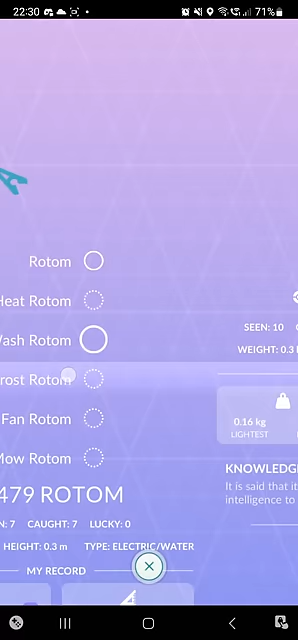 22:30
71%
Rotom
Heat Rotom
Wash Rotom
Frost Rotom
Fan Rotom
Mow Rotom
SEEN: 10
WEIGHT: 0.3
0.16 kg
LIGHTEST
479 ROTOM
N: 7 CAUGHT: 7 LUCKY: 0
HEIGHT: 0.3 m TYPE: ELECTRIC/WATER
MY RECORD
KNOWLEDG
It is said that it
intelligence to